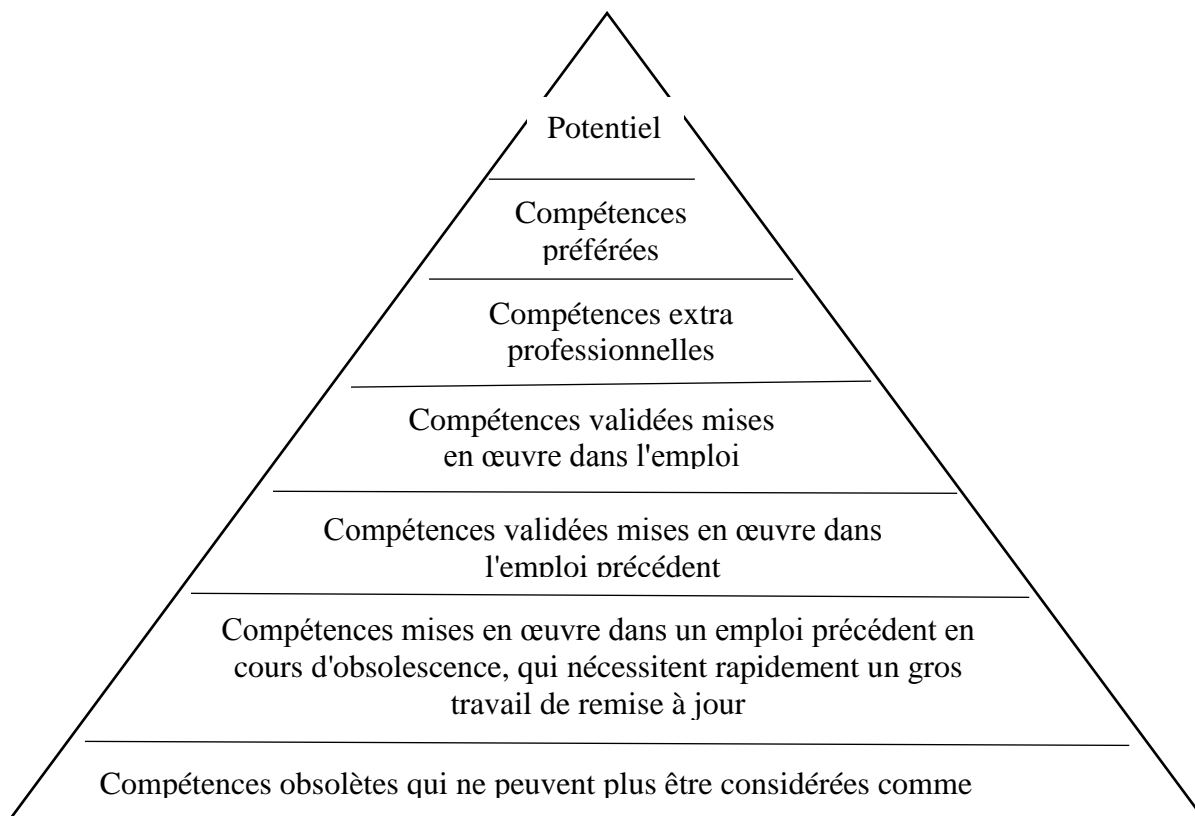 Potentiel
Compétences
préférées
Compétences extra
professionnelles
Compétences validées mises
en œuvre dans l'emploi
Compétences validées mises en œuvre dans
l'emploi précédent
Compétences mises en œuvre dans un emploi précédent en
cours d'obsolescence, qui nécessitent rapidement un gros
travail de remise à jour
Compétences obsolètes qui ne peuvent plus être considérées comme